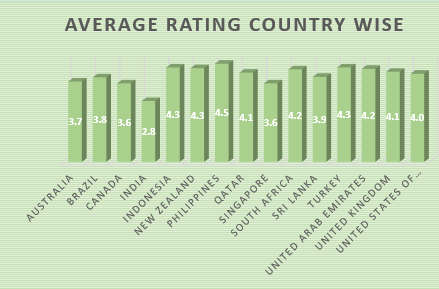 AVERAGE RATING COUNTRY WISE
3.7
3.8
3.6
2.8
4.3
4.3
4.5
4.1
3.6
4.2
3.9
4.3
4.2
4.1
4.0
AUSTRALIA
BRAZIL
CANADA
INDIA
INDONESIA
NEW ZEALAND
PHILIPPINES
QATAR
SINGAPORE
SOUTH AFRICA
SRI LANKA
TURKEY
UNITED ARAB EMIRATES
UNITED KINGDOM
UNITED STATES OF...